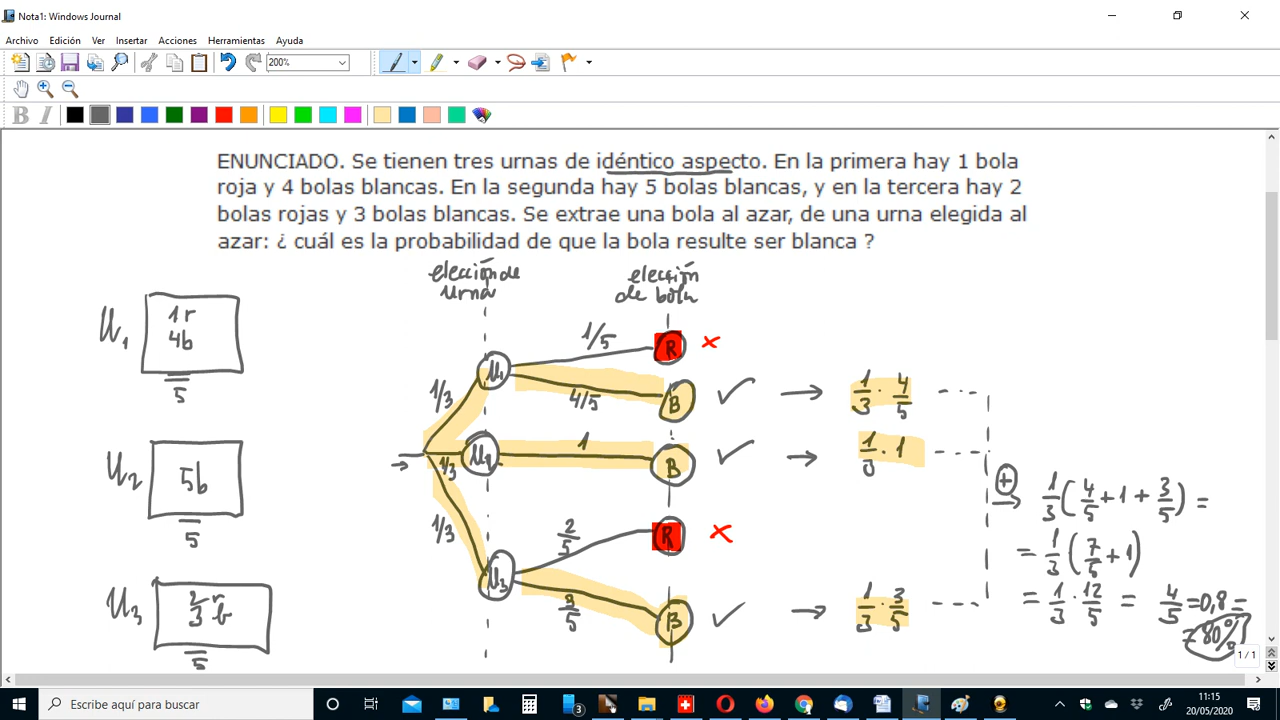 Nota1: Windows Journal
Archivo Edición Ver Insertar Acciones Herramientas Ayuda
200%
B I
ENUNCIADO. Se tienen tres urnas de idéntico aspecto. En la primera hay 1 bola
roja y 4 bolas blancas. En la segunda hay 5 bolas blancas, y en la tercera hay 2
bolas rojas y 3 bolas blancas. Se extrae una bola al azar, de una urna elegida al
azar: ¿ cuál es la probabilidad de que la bola resulte ser blanca ?
elección de
urna
elección
de bola
U1
1r
4b
5
U2
5b
5
U3
2 r
3 b
5
1/3
U1
1/5
R
×
4/5
B
✓
→ 1/3 · 4/5
1/3
1
B
✓
→ 1/3 · 1
1/3
U3
2/5
R
×
3/5
B
✓
→ 1/3 · 3/5
+
→ 1/3 (4/5 + 1 + 3/5) =
= 1/3 (7/5 + 1)
= 1/3 · 12/5 = 4/5 = 0,8 =
= 80%
1/1
Escribe aquí para buscar
3
11:15
20/05/2020